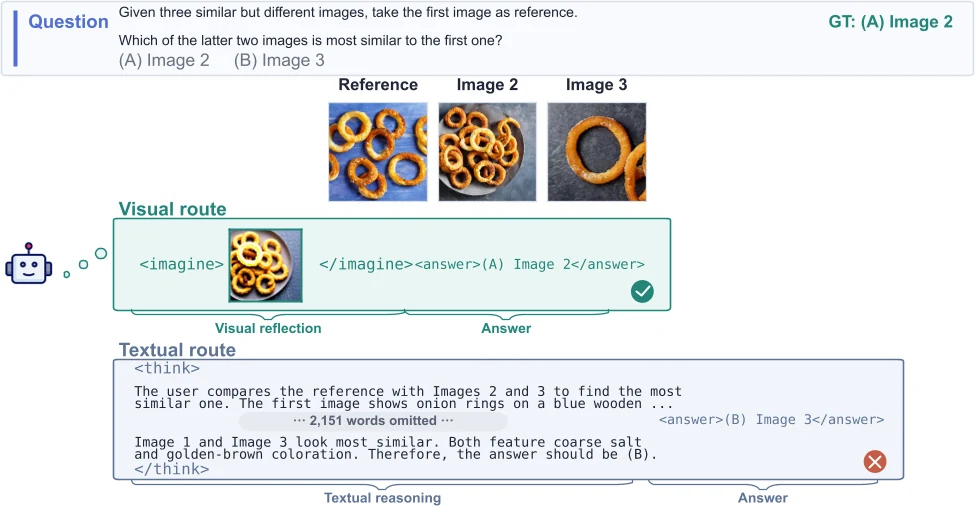 Question
Given three similar but different images, take the first image as reference.
GT: (A) Image 2
Which of the latter two images is most similar to the first one?
(A) Image 2 (B) Image 3
Reference Image 2 Image 3
Visual route
<imagine> </imagine><answer>(A) Image 2</answer>
Visual reflection Answer
Textual route
<think>
The user compares the reference with Images 2 and 3 to find the most
similar one. The first image shows onion rings on a blue wooden ...
··· 2,151 words omitted ···
<answer>(B) Image 3</answer>
Image 1 and Image 3 look most similar. Both feature coarse salt
and golden-brown coloration. Therefore, the answer should be (B).
</think>
Textual reasoning Answer